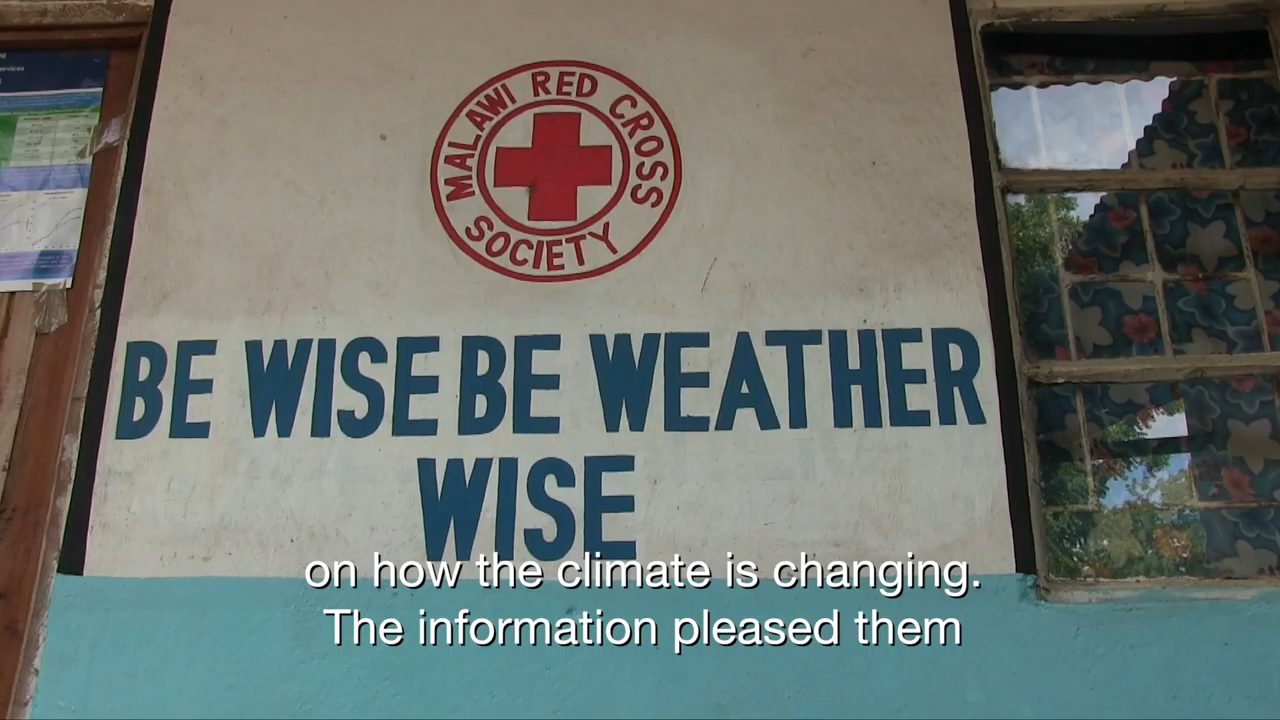 MALAWI RED CROSS
SOCIETY
BE WISE BE WEATHER
WISE
on how the climate is changing.
The information pleased them